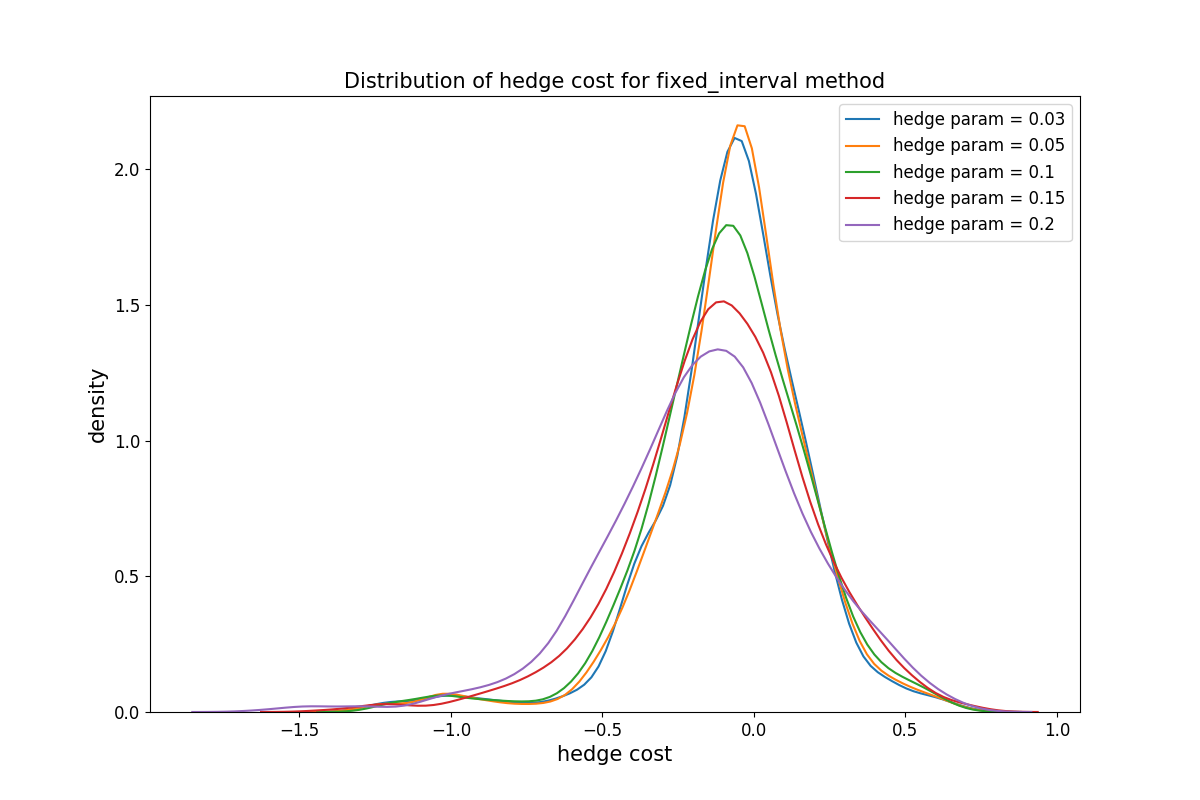 Distribution of hedge cost for fixed_interval method
hedge param = 0.03
hedge param = 0.05
hedge param = 0.1
hedge param = 0.15
hedge param = 0.2
density
2.0
1.5
1.0
0.5
0.0
−1.5 −1.0 −0.5 0.0 0.5 1.0
hedge cost